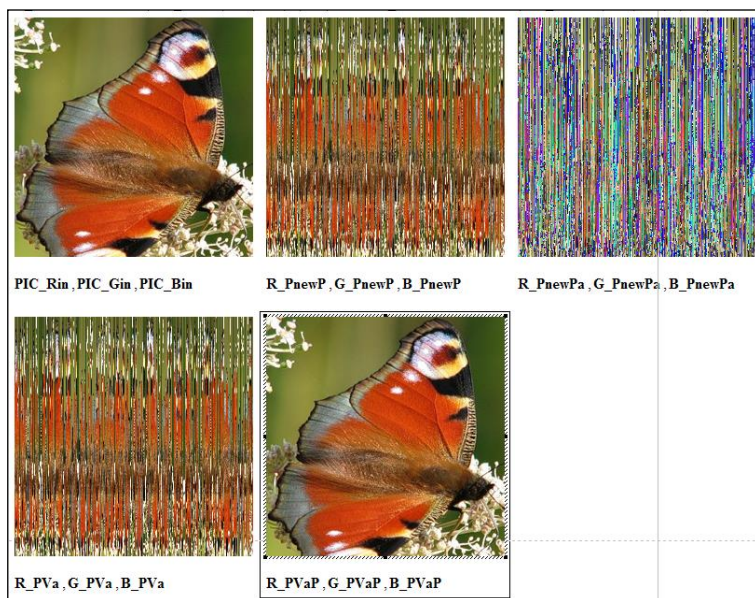 PIC_Rin , PIC_Gin , PIC_Bin
R_PnewP , G_PnewP , B_PnewP
R_PnewPa , G_PnewPa , B_PnewPa
R_PVa , G_PVa , B_PVa
R_PVaP , G_PVaP , B_PVaP